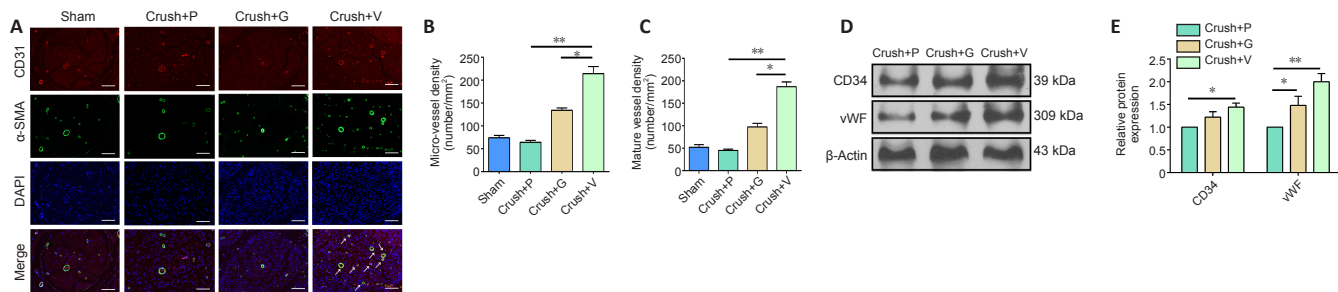 A
Sham
Crush+P
Crush+G
Crush+V
CD31
α-SMA
DAPI
Merge
B
Micro-vessel density
(number/mm²)
250
200
150
100
50
0
**
*
Sham
Crush+P
Crush+G
Crush+V
C
Mature vessel density
(number/mm²)
250
200
150
100
50
0
**
*
Sham
Crush+P
Crush+G
Crush+V
D
Crush+P Crush+G Crush+V
CD34 39 kDa
vWF 309 kDa
β-Actin 43 kDa
E
Crush+P
Crush+G
Crush+V
Relative protein
expression
2.5
2.0
1.5
1.0
0.5
0
*
*
**
CD34
vWF